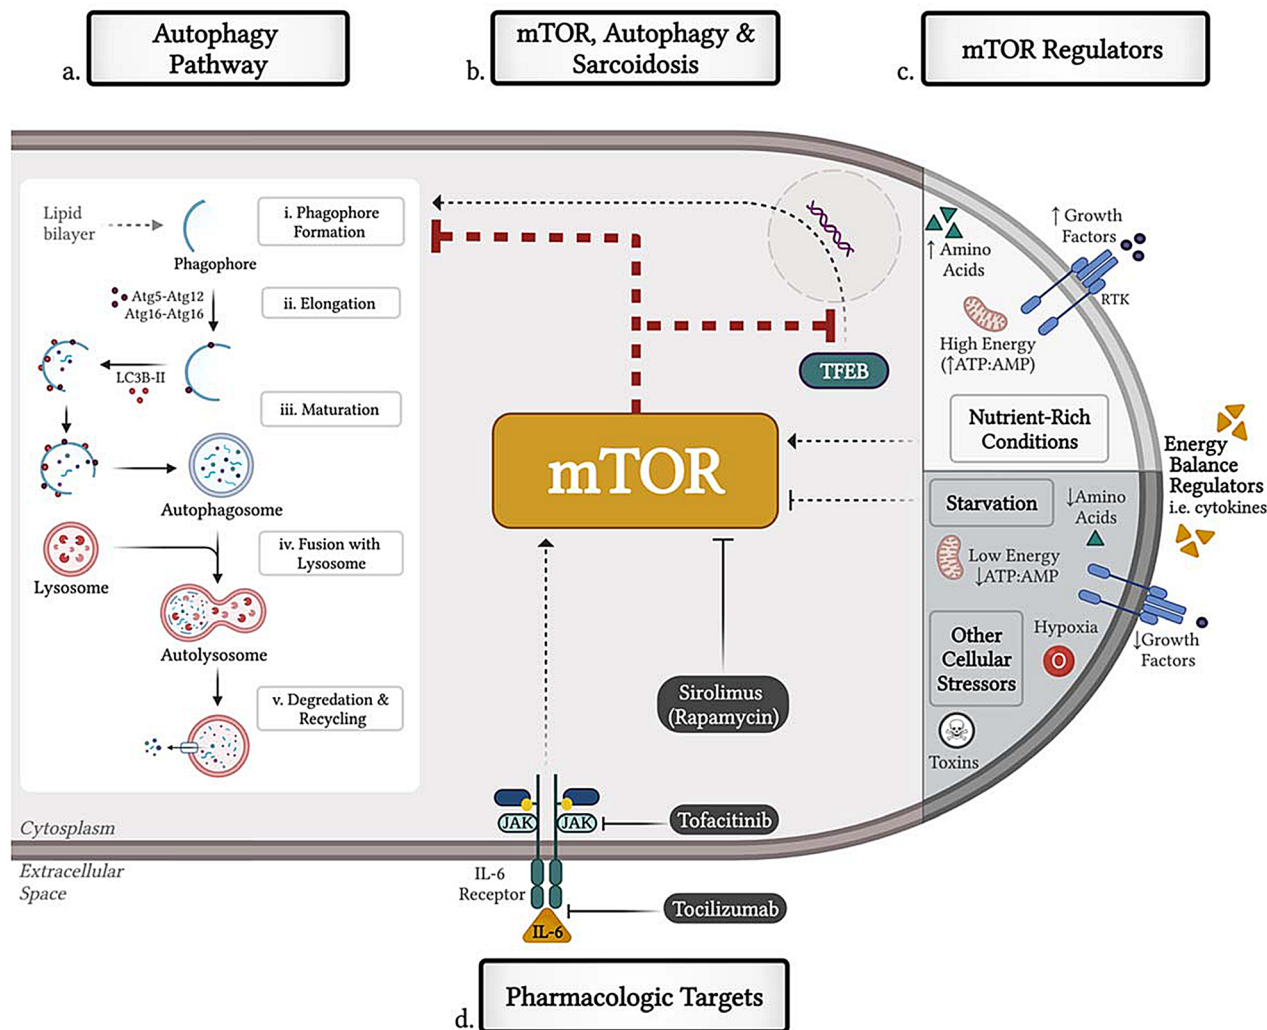 a.
Autophagy
Pathway
b.
mTOR, Autophagy &
Sarcoidosis
c.
mTOR Regulators
Lipid
bilayer
Phagophore
i. Phagophore
Formation
Atg5-Atg12
Atg16-Atg16
ii. Elongation
LC3B-II
iii. Maturation
Autophagosome
Lysosome
iv. Fusion with
Lysosome
Autolysosome
v. Degredation &
Recycling
Cytoplasm
Extracellular
Space
TFEB
mTOR
Sirolimus
(Rapamycin)
JAK
JAK
Tofacitinib
IL-6
Receptor
Tocilizumab
IL-6
↑ Amino
Acids
↑ Growth
Factors
RTK
High Energy
(↑ATP:AMP)
Nutrient-Rich
Conditions
Energy
Balance
Regulators
i.e. cytokines
Starvation
↓Amino
Acids
Low Energy
↓ATP:AMP
Other
Cellular
Stressors
Hypoxia
O
↓Growth
Factors
Toxins
d.
Pharmacologic Targets